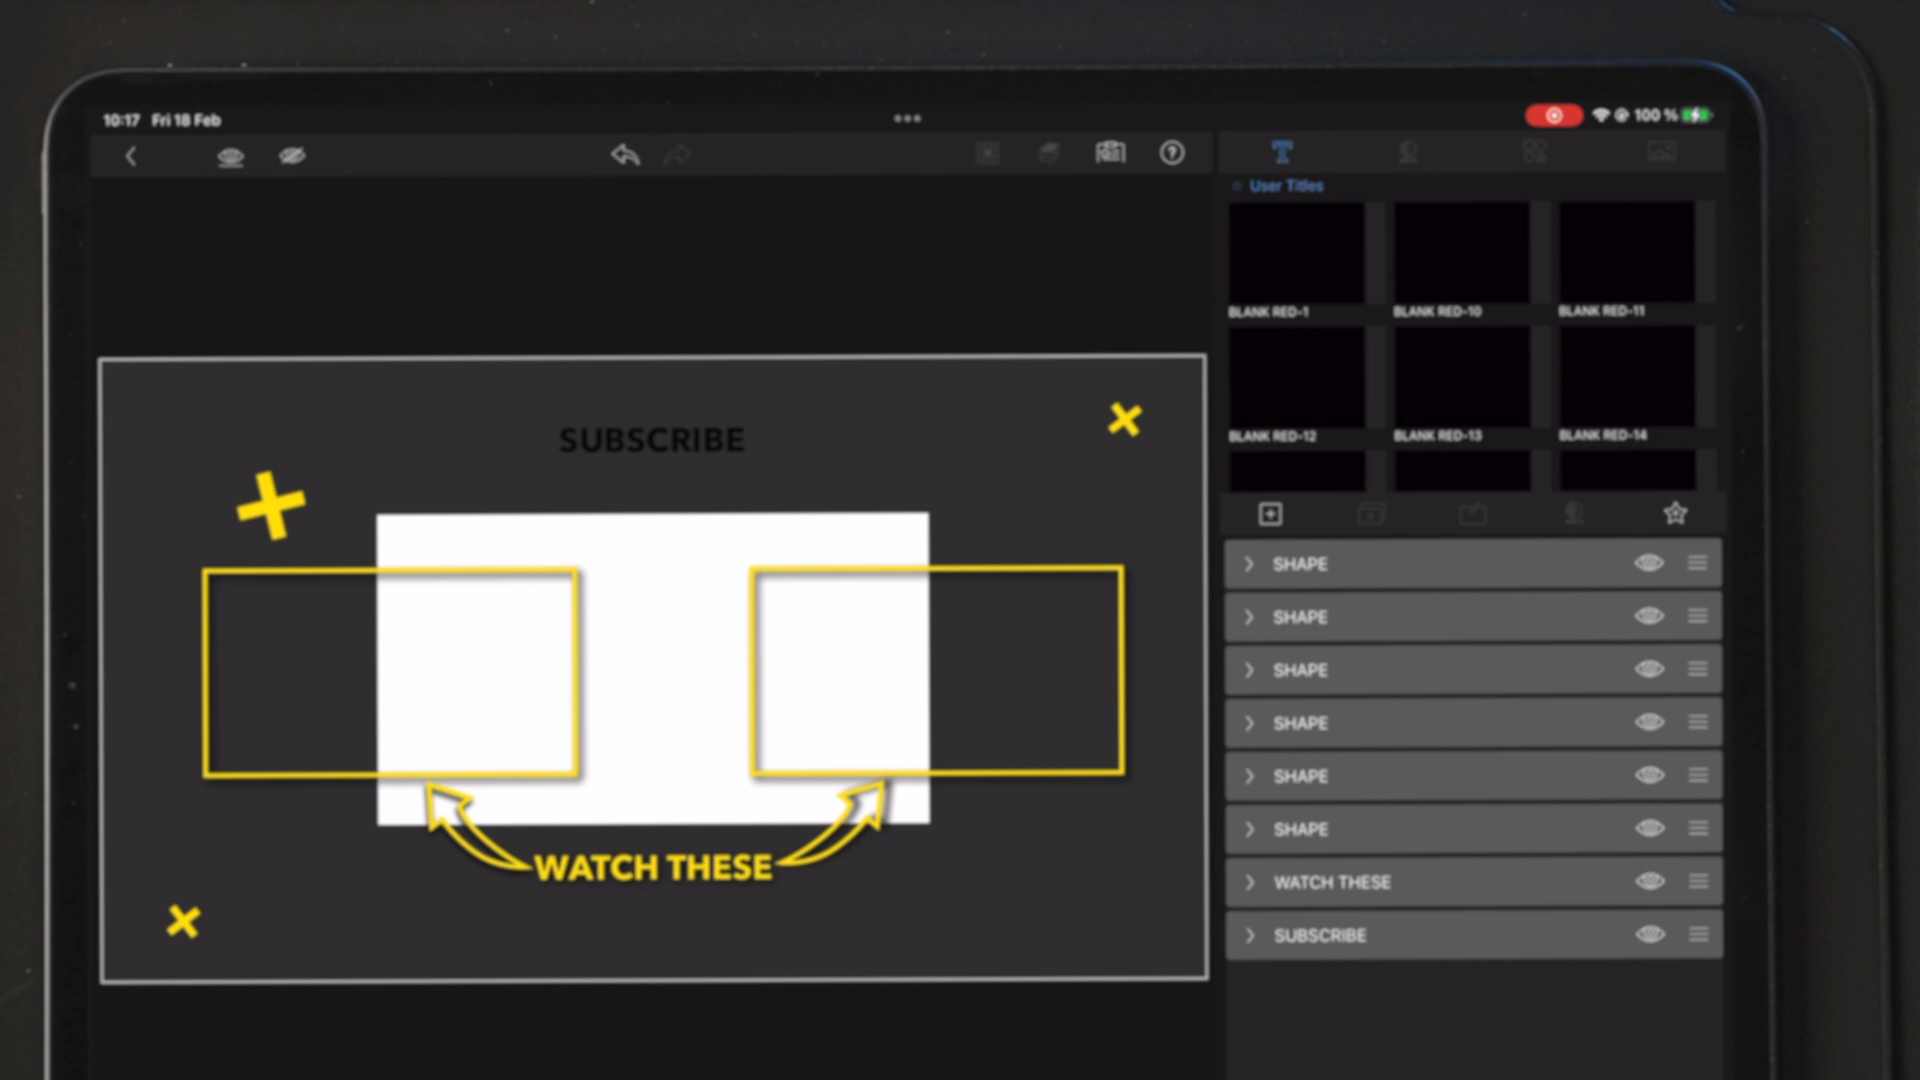 10:17 Fri 18 Feb
100 %
User Titles
BLANK RED-1
BLANK RED-10
BLANK RED-11
BLANK RED-12
BLANK RED-13
BLANK RED-14
SUBSCRIBE
WATCH THESE
SHAPE
SHAPE
SHAPE
SHAPE
SHAPE
SHAPE
WATCH THESE
SUBSCRIBE